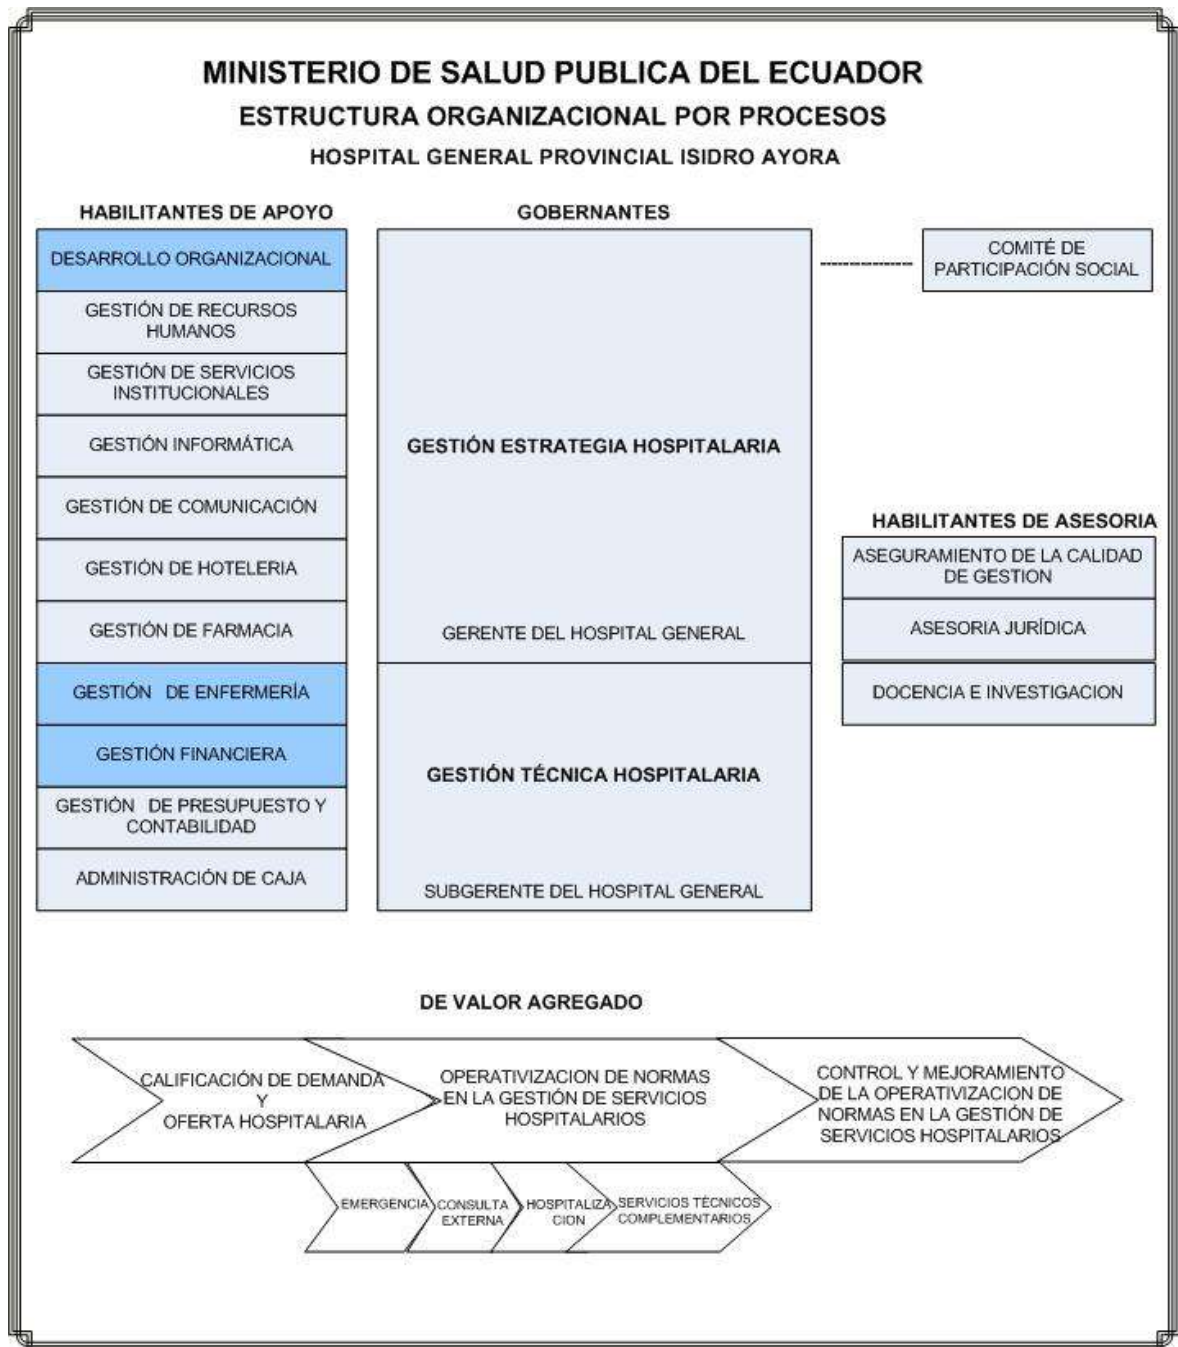 MINISTERIO DE SALUD PUBLICA DEL ECUADOR
ESTRUCTURA ORGANIZACIONAL POR PROCESOS
HOSPITAL GENERAL PROVINCIAL ISIDRO AYORA
HABILITANTES DE APOYO
DESARROLLO ORGANIZACIONAL
GESTIÓN DE RECURSOS
HUMANOS
GESTIÓN DE SERVICIOS
INSTITUCIONALES
GESTIÓN INFORMÁTICA
GESTIÓN DE COMUNICACIÓN
GESTIÓN DE HOTELERIA
GESTIÓN DE FARMACIA
GESTIÓN DE ENFERMERÍA
GESTIÓN FINANCIERA
GESTIÓN DE PRESUPUESTO Y
CONTABILIDAD
ADMINISTRACIÓN DE CAJA
GOBERNANTES
GESTIÓN ESTRATEGIA HOSPITALARIA
GERENTE DEL HOSPITAL GENERAL
GESTIÓN TÉCNICA HOSPITALARIA
SUBGERENTE DEL HOSPITAL GENERAL
COMITÉ DE
PARTICIPACIÓN SOCIAL
HABILITANTES DE ASESORIA
ASEGURAMIENTO DE LA CALIDAD
DE GESTION
ASESORIA JURÍDICA
DOCENCIA E INVESTIGACION
DE VALOR AGREGADO
CALIFICACIÓN DE DEMANDA
Y
OFERTA HOSPITALARIA
OPERATIVIZACION DE NORMAS
EN LA GESTIÓN DE SERVICIOS
HOSPITALARIOS
CONTROL Y MEJORAMIENTO
DE LA OPERATIVIZACION DE
NORMAS EN LA GESTIÓN DE
SERVICIOS HOSPITALARIOS
EMERGENCIA
CONSULTA
EXTERNA
HOSPITALIZA
CION
SERVICIOS TÉCNICOS
COMPLEMENTARIOS